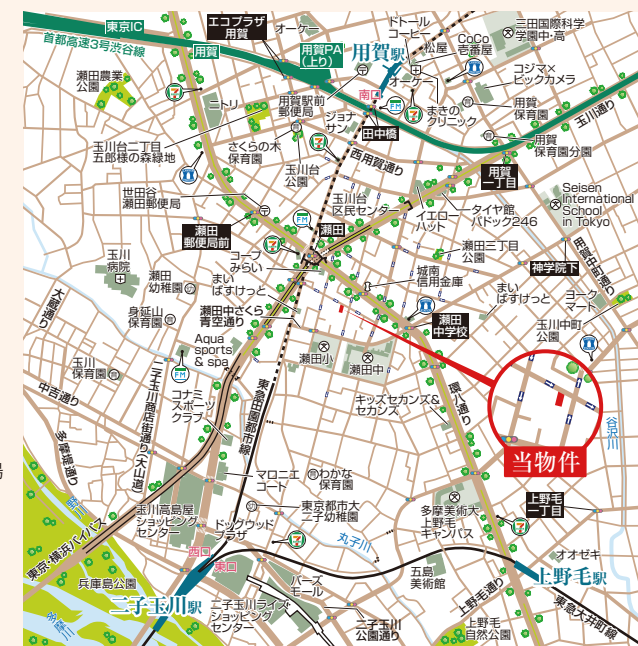 東京IC
首都高速3号渋谷線
用賀
エコプラザ
用賀
オーケー
用賀PA
(上り)
ドトール
コーヒー
松屋
用賀駅
CoCo
壱番屋
三田国際科学
学園中・高
コジマ×
ビックカメラ
オーケー
南口
瀬田農業
公園
ニトリ
用賀駅前
郵便局
ジョナ
サン
田中橋
まきの
クリニック
用賀
保育園
用賀
保育園分園
玉川通り
玉川台二丁目
五郎様の森緑地
さくらの木
保育園
玉川台
公園
西用賀通り
用賀
一丁目
世田谷
瀬田郵便局
玉川台
区民センター
イエロー
ハット
タイヤ館
パドック246
Seisen
International
School
in Tokyo
瀬田
郵便局前
瀬田
瀬田三丁目
公園
用賀中町通り
神学院下
玉川
病院
瀬田
幼稚園
コープ
みらい
まい
ばすけっと
城南
信用金庫
まい
ばすけっと
ヨーク
マート
大蔵通り
身延山
保育園
瀬田中さくら
青空通り
瀬田
中学校
玉川中町
公園
Aqua
sports
& spa
瀬田小
瀬田中
玉川
保育園
中吉通り
二子玉川商店街通り(大山道)
コナミ
スポーツ
クラブ
東急田園都市線
キッズセカンズ&
セカンズ
環八通り
谷沢川
多摩堤通り
当物件
マロニエ
コート
わかな
保育園
玉川高島屋
ショッピング
センター
ドッグウッド
プラザ
東京都市大
二子幼稚園
多摩美術大
上野毛
キャンパス
上野毛
一丁目
野川
東京・横浜バイパス
西口
東口
丸子川
五島
美術館
オオゼキ
兵庫島公園
バーズ
モール
上野毛駅
二子玉川駅
多摩川
二子玉川ライズ
ショッピング
センター
二子玉川
公園通り
上野毛通り
上野毛
自然公園
東急大井町線